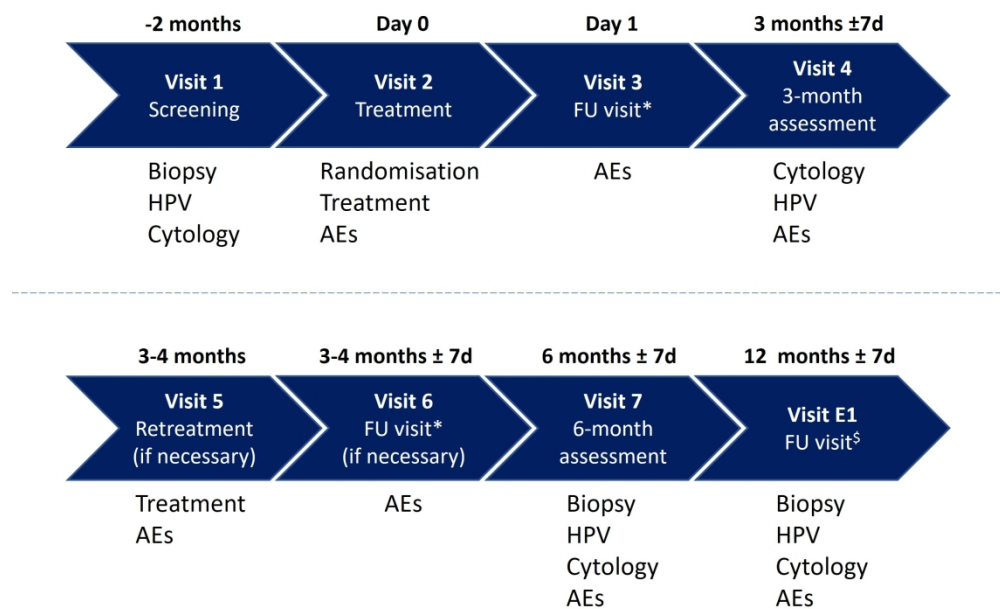 -2 months
Day 0
Day 1
3 months ±7d
Visit 1
Screening
Visit 2
Treatment
Visit 3
FU visit*
Visit 4
3-month
assessment
Biopsy
HPV
Cytology
Randomisation
Treatment
AEs
AEs
Cytology
HPV
AEs
3-4 months
3-4 months ± 7d
6 months ± 7d
12 months ± 7d
Visit 5
Retreatment
(if necessary)
Visit 6
FU visit*
(if necessary)
Visit 7
6-month
assessment
Visit E1
FU visit$
Treatment
AEs
AEs
Biopsy
HPV
Cytology
AEs
Biopsy
HPV
Cytology
AEs